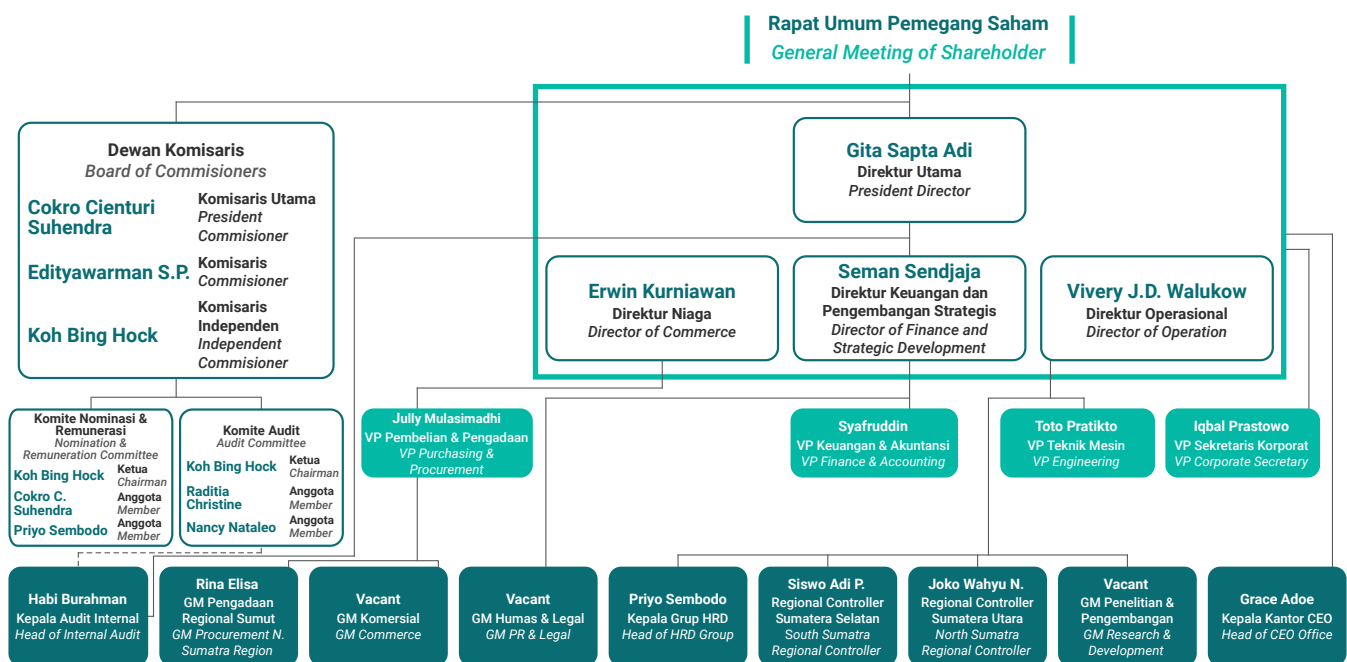 Rapat Umum Pemegang Saham
General Meeting of Shareholder
Dewan Komisaris
Board of Commisioners
Cokro Cienturi
Suhendra
Komisaris Utama
President
Commisioner
Edityawarman S.P.
Komisaris
Commisioner
Koh Bing Hock
Komisaris
Independen
Independent
Commisioner
Gita Sapta Adi
Direktur Utama
President Director
Erwin Kurniawan
Direktur Niaga
Director of Commerce
Seman Sendjaja
Direktur Keuangan dan
Pengembangan Strategis
Director of Finance and
Strategic Development
Vivery J.D. Walukow
Direktur Operasional
Director of Operation
Komite Nominasi &
Remunerasi
Nomination &
Remuneration Committee
Koh Bing Hock
Ketua
Chairman
Cokro C.
Suhendra
Anggota
Member
Priyo Sembodo
Anggota
Member
Komite Audit
Audit Committee
Koh Bing Hock
Ketua
Chairman
Raditia
Christine
Anggota
Member
Nancy Nataleo
Anggota
Member
Jully Mulasimadhi
VP Pembelian & Pengadaan
VP Purchasing &
Procurement
Syafruddin
VP Keuangan & Akuntansi
VP Finance & Accounting
Toto Pratikto
VP Teknik Mesin
VP Engineering
Iqbal Prastowo
VP Sekretaris Korporat
VP Corporate Secretary
Habi Burahman
Kepala Audit Internal
Head of Internal Audit
Rina Elisa
GM Pengadaan
Regional Sumut
GM Procurement N.
Sumatra Region
Vacant
GM Komersial
GM Commerce
Vacant
GM Humas & Legal
GM PR & Legal
Priyo Sembodo
Kepala Grup HRD
Head of HRD Group
Siswo Adi P.
Regional Controller
Sumatera Selatan
South Sumatra
Regional Controller
Joko Wahyu N.
Regional Controller
Sumatera Utara
North Sumatra
Regional Controller
Vacant
GM Penelitian &
Pengembangan
GM Research &
Development
Grace Adoe
Kepala Kantor CEO
Head of CEO Office